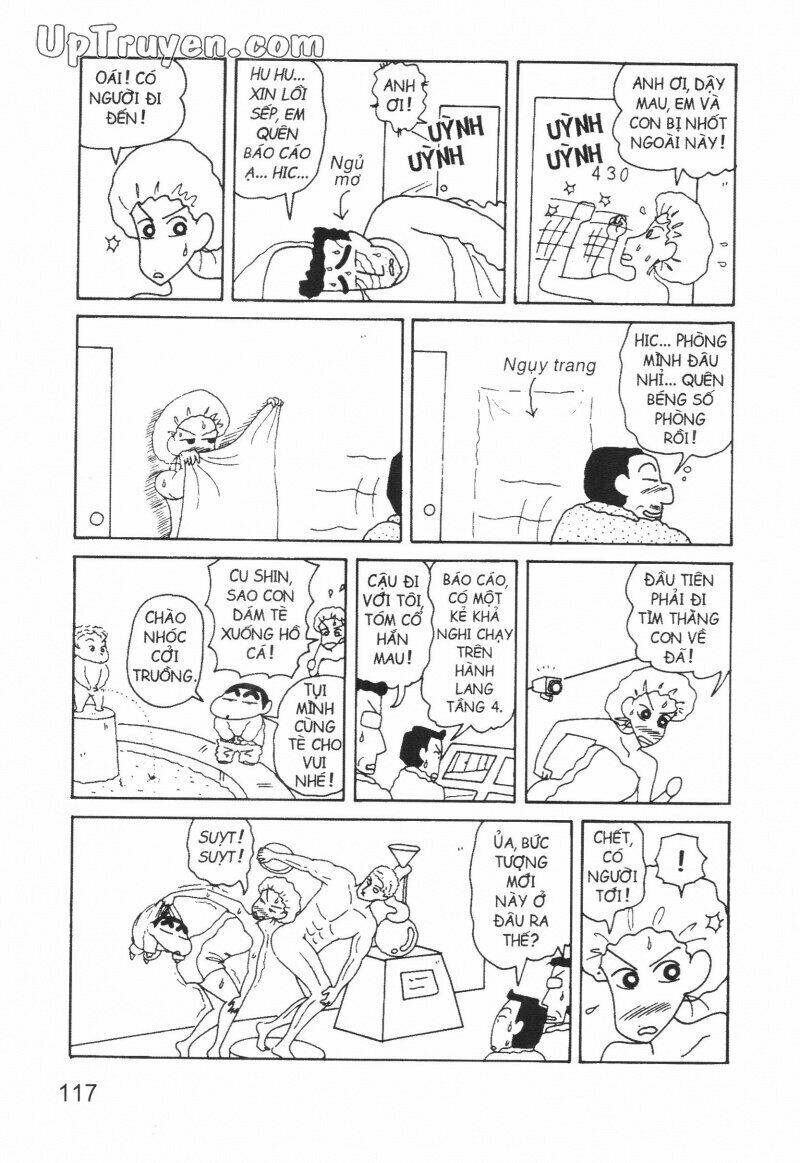 UpTruyen.com
ANH ƠI, DẬY
MAU, EM VÀ
CON BỊ NHỐT
NGOÀI NÀY!
UỲNH
UỲNH
430
ANH
ƠI!
UỲNH
UỲNH
HU HU...
XIN LỖI
SẾP, EM
QUÊN
BÁO CÁO
Ạ... HIC...
Ngủ
mơ
OÁI! CÓ
NGƯỜI ĐI
ĐẾN!
HIC... PHÒNG
MÌNH ĐÂU
NHỈ... QUÊN
BÉNG SỐ
PHÒNG
RỒI!
Ngụy trang
ĐẦU TIÊN
PHẢI ĐI
TÌM THẰNG
CON VỀ
ĐÃ!
BÁO CÁO,
CÓ MỘT
KẺ KHẢ
NGHI CHẠY
TRÊN
HÀNH
LANG
TẦNG 4.
CẬU ĐI
VỚI TÔI,
TÓM CỔ
HẮN
MAU!
CU SHIN,
SAO CON
DÁM TÈ
XUỐNG HỒ
CÁ!
CHÀO
NHÓC
CỞI
TRUỒNG.
TỤI
MÌNH
CÙNG
TÈ CHO
VUI
NHÉ!
!
CHẾT,
CÓ
NGƯỜI
TỚI!
ỦA, BỨC
TƯỢNG
MỚI
NÀY Ở
ĐÂU RA
THẾ?
SUYT!
SUYT!
117